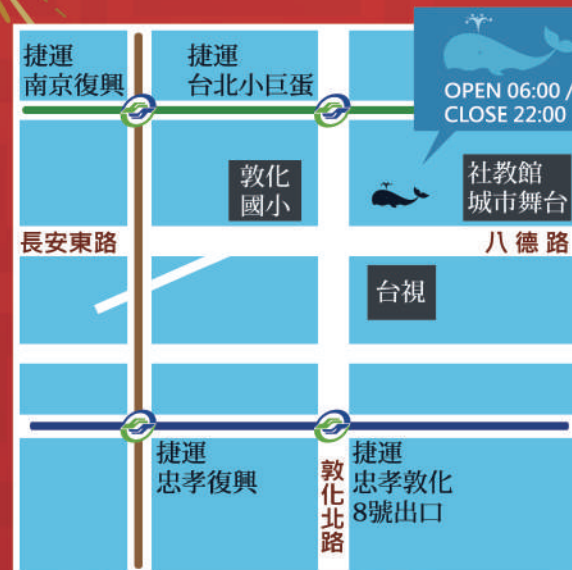 捷運
南京復興
捷運
台北小巨蛋
OPEN 06:00 /
CLOSE 22:00
敦化
國小
社教館
城市舞台
長安東路
八德路
台視
捷運
忠孝復興
敦化北路
捷運
忠孝敦化
8號出口